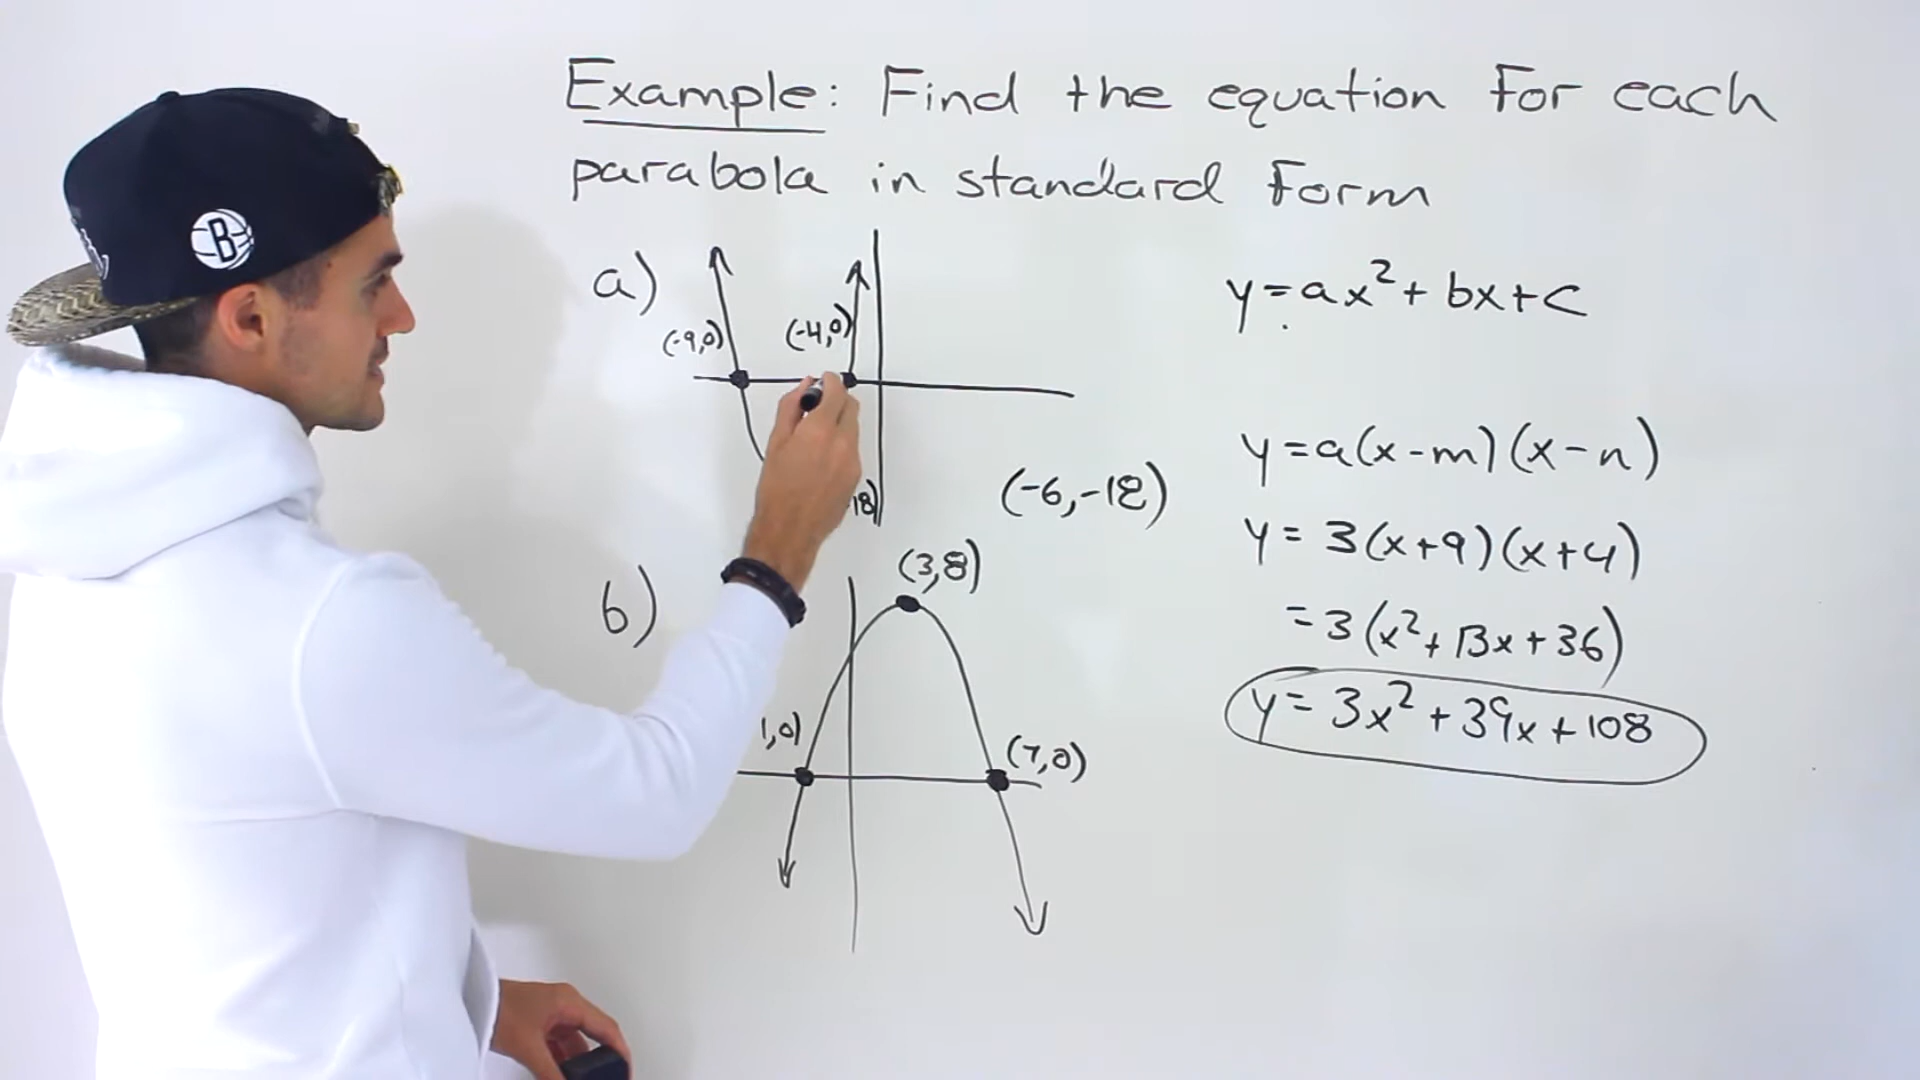 Example: Find the equation for each
parabola in standard form
a)
(-9,0)
(-4,0)
18)
(-6,-18)
y=ax²+bx+c
y=a(x-m)(x-n)
y=3(x+9)(x+4)
=3(x²+13x+36)
y=3x²+39x+108
b)
(3,8)
1,0)
(7,0)
B